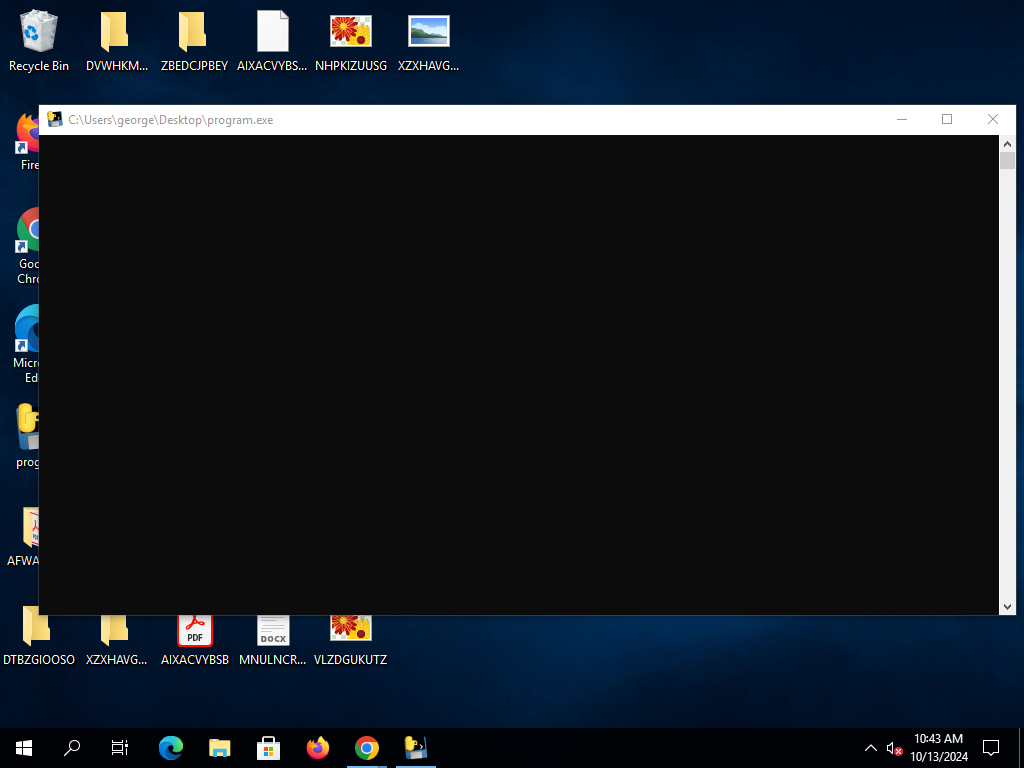 Recycle Bin
DVWHKM...
ZBEDCJPBEY
AIXACVYBS...
NHPKIZUUSG
XZXHAVG...
C:\Users\george\Desktop\program.exe
Fire
Goo
Chro
Micr
Ed
prog
AFWA
DTBZGIOOSO
XZXHAVG...
PDF
AIXACVYBSB
DOCX
MNULNCR...
VLZDGUKUTZ
10:43 AM
10/13/2024